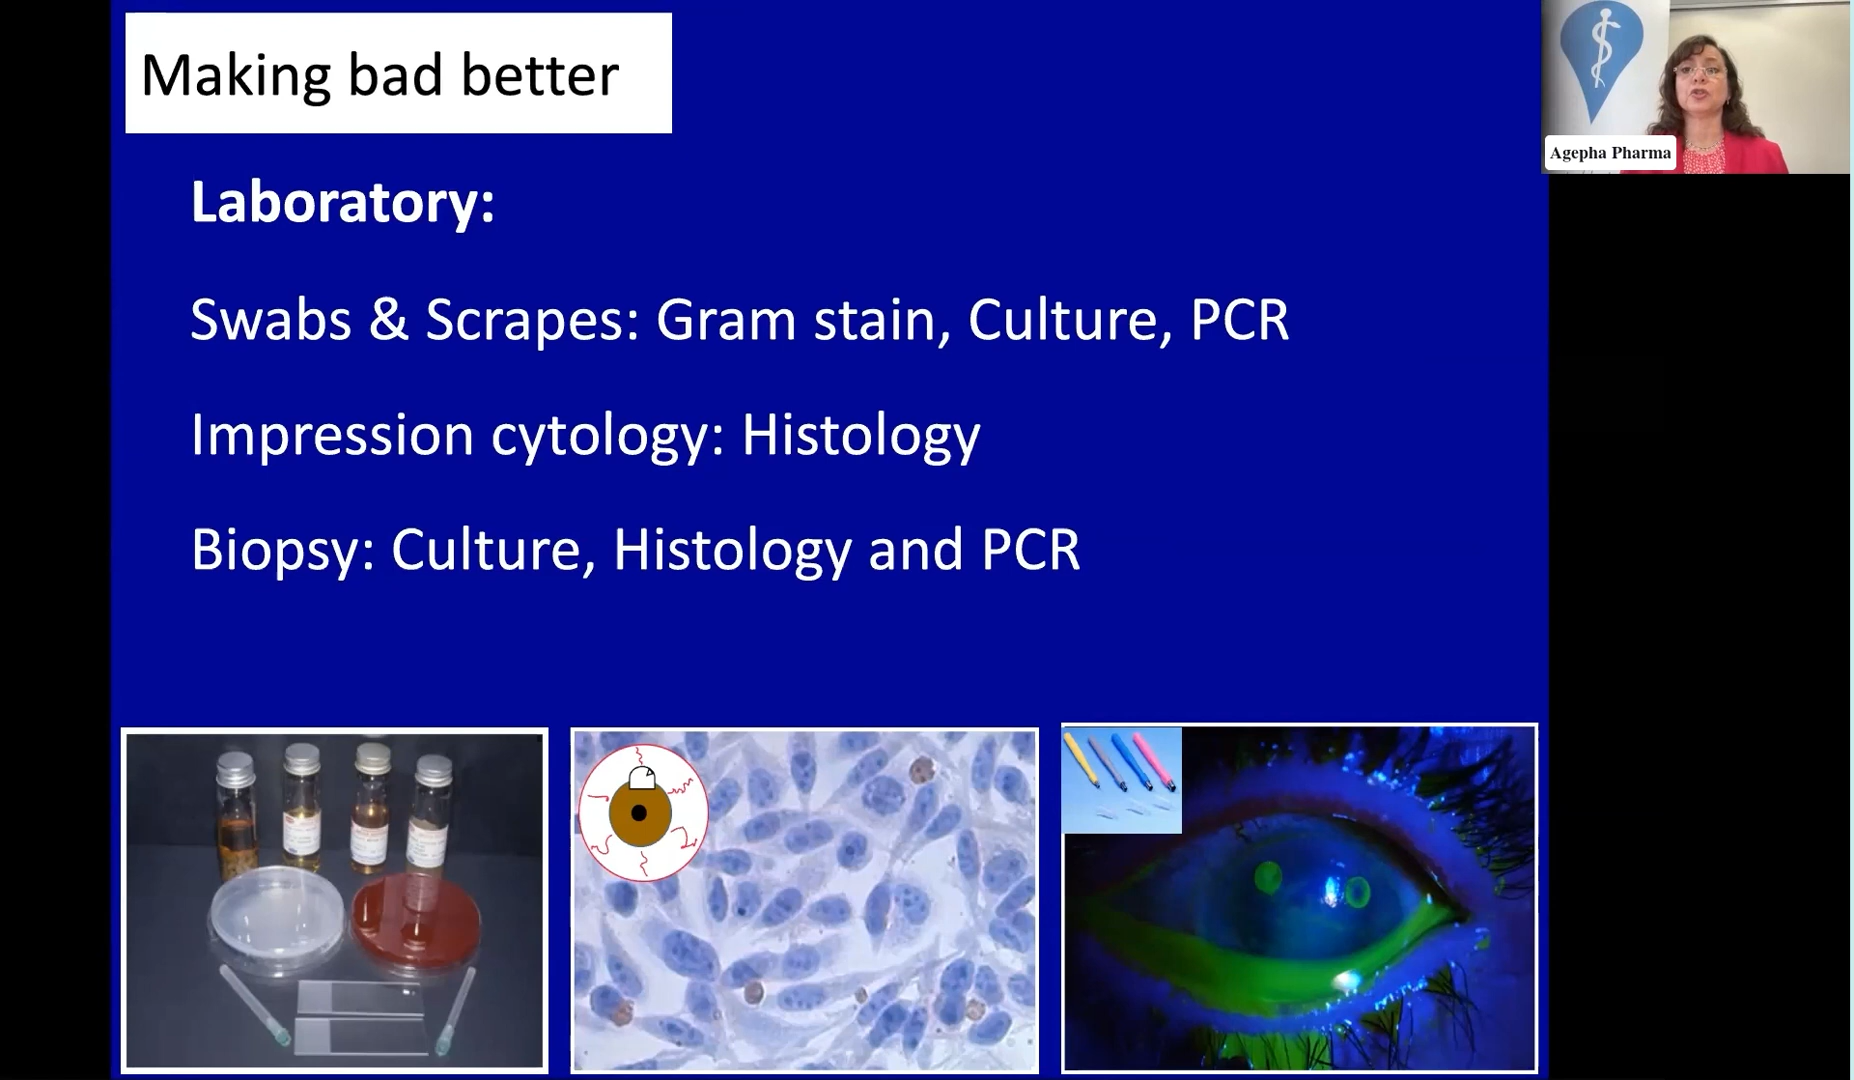 Making bad better
Agepha Pharma
Laboratory:
Swabs & Scrapes: Gram stain, Culture, PCR
Impression cytology: Histology
Biopsy: Culture, Histology and PCR